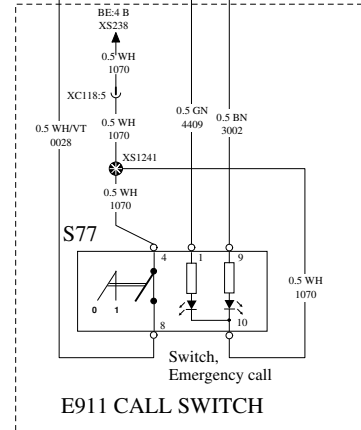 BE:4 B
XS238
0.5 WH
1070
XC118:5
0.5 WH/VT
0028
0.5 WH
1070
0.5 GN
4409
0.5 BN
3002
XS1241
0.5 WH
1070
S77
4
1
9
0.5 WH
1070
0 1
8
10
Switch,
Emergency call
E911 CALL SWITCH